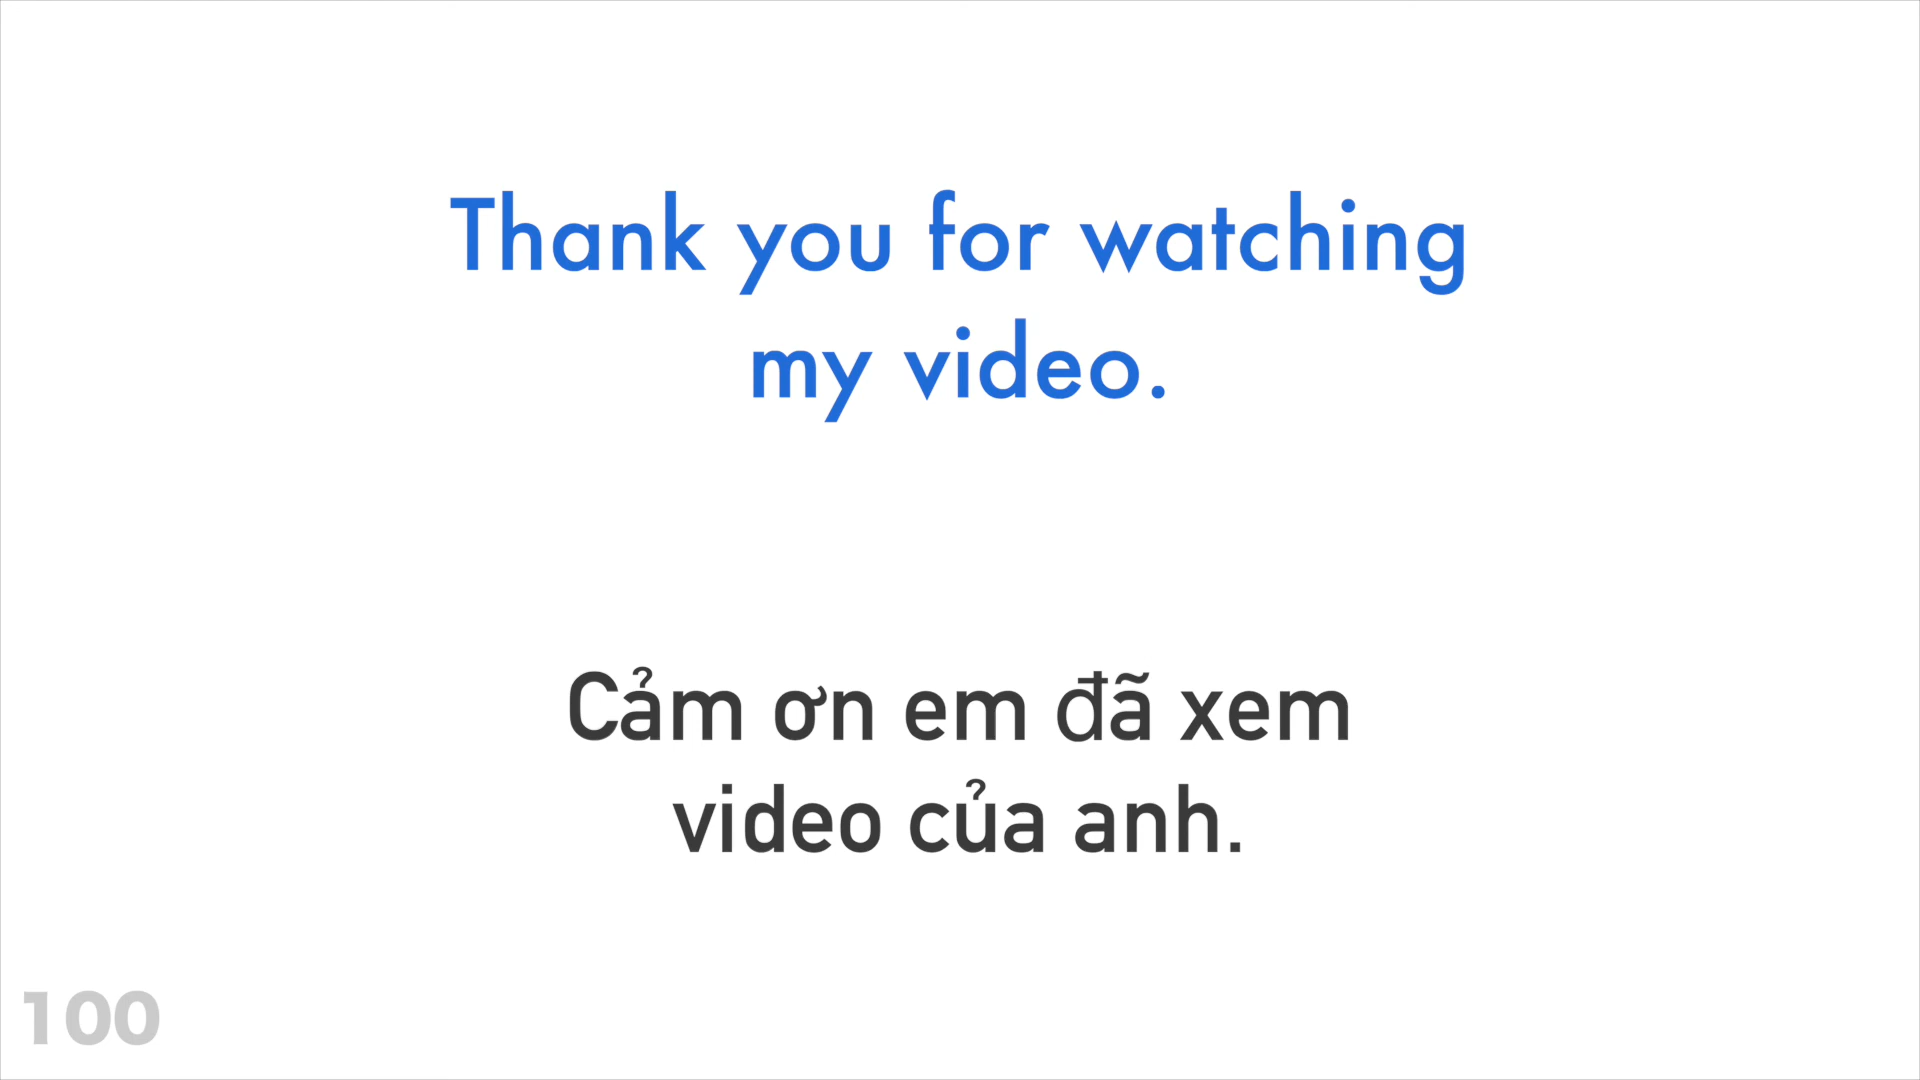 Thank you for watching
my video.
Cảm ơn em đã xem
video của anh.
100